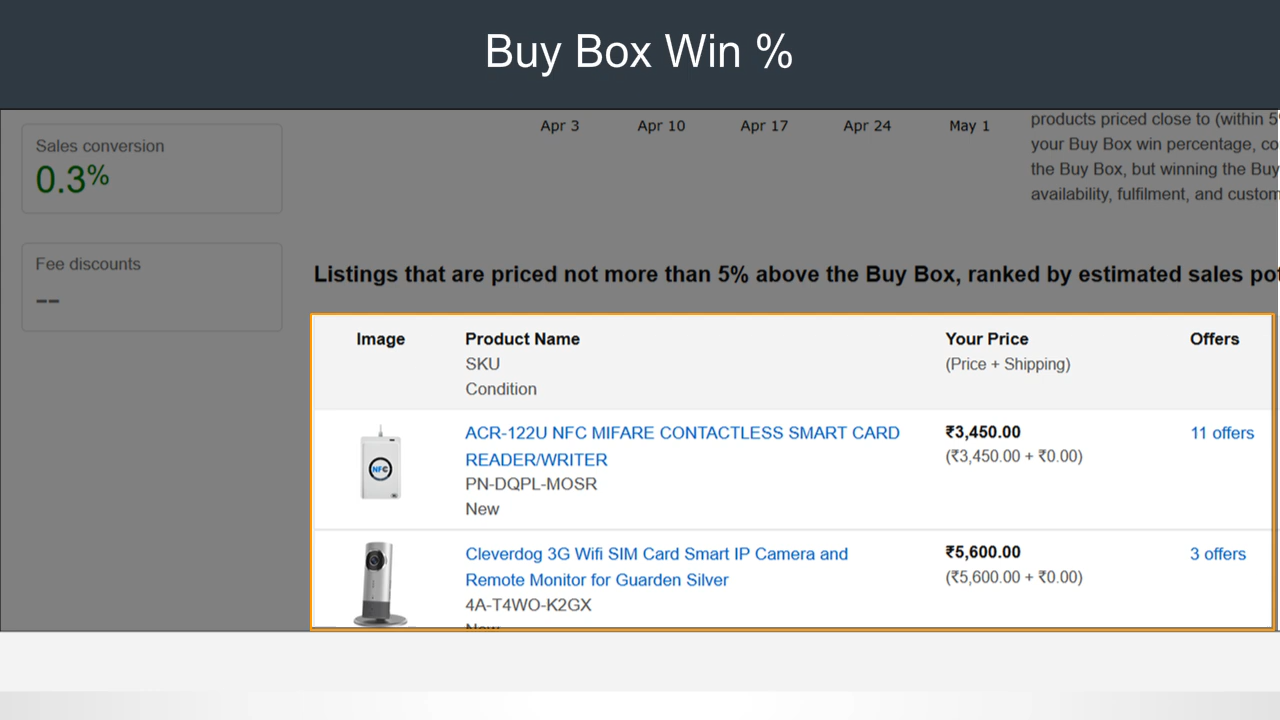 Buy Box Win %
Sales conversion
0.3%
Fee discounts
--
Apr 3 Apr 10 Apr 17 Apr 24 May 1
products priced close to (within 5
your Buy Box win percentage, co
the Buy Box, but winning the Buy
availability, fulfilment, and custom
Listings that are priced not more than 5% above the Buy Box, ranked by estimated sales pot
Image Product Name Your Price Offers
SKU (Price + Shipping)
Condition
ACR-122U NFC MIFARE CONTACTLESS SMART CARD ₹3,450.00 11 offers
READER/WRITER (₹3,450.00 + ₹0.00)
PN-DQPL-MOSR
New
NFC
Cleverdog 3G Wifi SIM Card Smart IP Camera and ₹5,600.00 3 offers
Remote Monitor for Guarden Silver (₹5,600.00 + ₹0.00)
4A-T4WO-K2GX
New